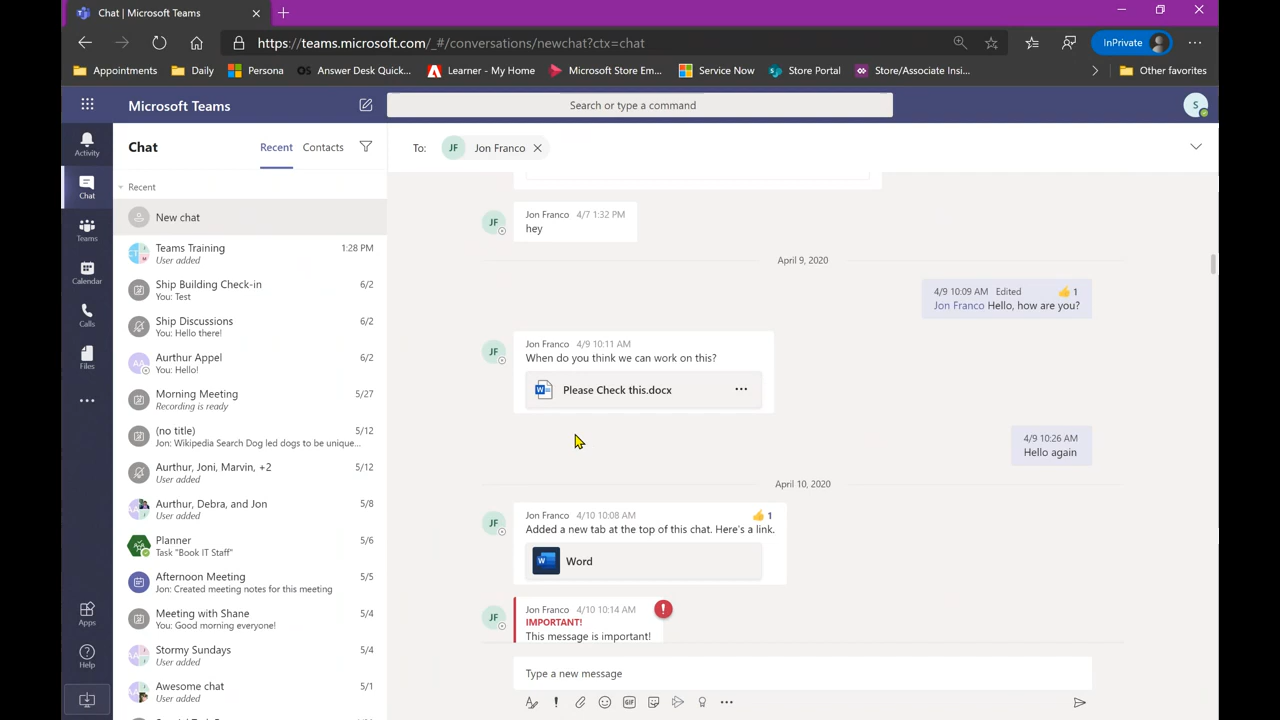 Chat | Microsoft Teams
https://teams.microsoft.com/_#/conversations/newchat?ctx=chat
InPrivate
Appointments
Daily
Persona
Answer Desk Quick...
Learner - My Home
Microsoft Store Em...
Service Now
Store Portal
Store/Associate Insi...
Other favorites
Microsoft Teams
Search or type a command
S
Activity
Chat
Teams
Calendar
Calls
Files
Apps
Help
Chat
Recent
Contacts
Recent
New chat
Teams Training 1:28 PM
User added
Ship Building Check-in 6/2
You: Test
Ship Discussions 6/2
You: Hello there!
AA
Aurthur Appel 6/2
You: Hello!
Morning Meeting 5/27
Recording is ready
(no title) 5/12
Jon: Wikipedia Search Dog led dogs to be unique...
Aurthur, Joni, Marvin, +2 5/12
User added
Aurthur, Debra, and Jon 5/8
User added
Planner 5/6
Task "Book IT Staff"
Afternoon Meeting 5/5
Jon: Created meeting notes for this meeting
Meeting with Shane 5/4
You: Good morning everyone!
Stormy Sundays 5/4
User added
Awesome chat 5/1
User added
To: JF Jon Franco
JF
Jon Franco 4/7 1:32 PM
hey
April 9, 2020
4/9 10:09 AM Edited 👍 1
Jon Franco Hello, how are you?
JF
Jon Franco 4/9 10:11 AM
When do you think we can work on this?
Please Check this.docx
4/9 10:26 AM
Hello again
April 10, 2020
JF
Jon Franco 4/10 10:08 AM 👍 1
Added a new tab at the top of this chat. Here's a link.
Word
JF
Jon Franco 4/10 10:14 AM
IMPORTANT!
This message is important!
Type a new message
GIF